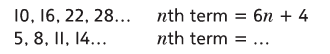 10, 16, 22, 28... nth term = 6n + 4
5, 8, 11, 14... nth term = ...